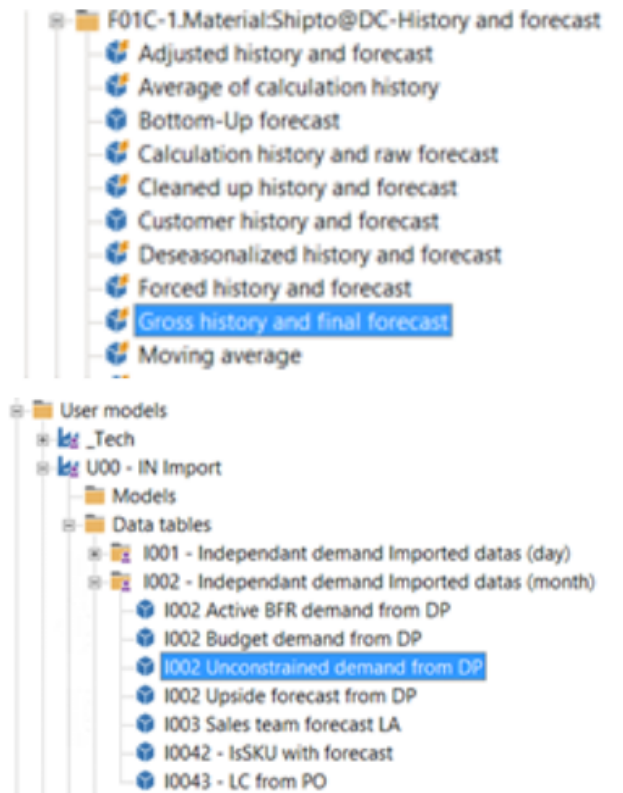 F01C-1.Material:Shipto@DC-History and forecast
Adjusted history and forecast
Average of calculation history
Bottom-Up forecast
Calculation history and raw forecast
Cleaned up history and forecast
Customer history and forecast
Deseasonalized history and forecast
Forced history and forecast
Gross history and final forecast
Moving average
User models
_Tech
U00 - IN Import
Models
Data tables
I001 - Independant demand Imported datas (day)
I002 - Independant demand Imported datas (month)
I002 Active BFR demand from DP
I002 Budget demand from DP
I002 Unconstrained demand from DP
I002 Upside forecast from DP
I003 Sales team forecast LA
I0042 - IsSKU with forecast
I0043 - LC from PO